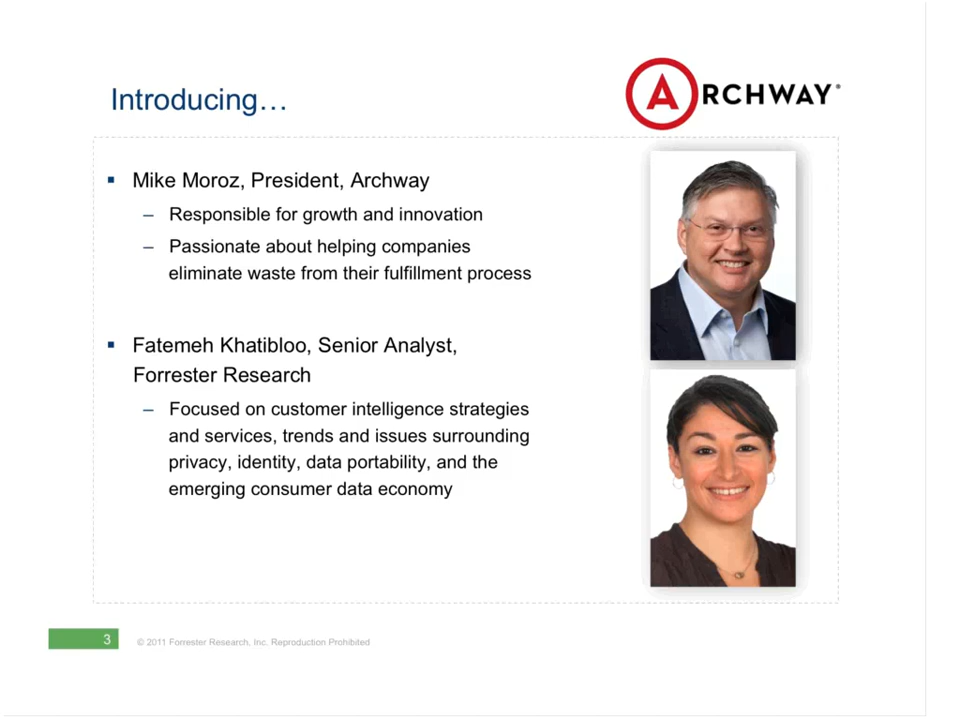 Introducing…
ARCHWAY®
▪ Mike Moroz, President, Archway
– Responsible for growth and innovation
– Passionate about helping companies
eliminate waste from their fulfillment process
▪ Fatemeh Khatibloo, Senior Analyst,
Forrester Research
– Focused on customer intelligence strategies
and services, trends and issues surrounding
privacy, identity, data portability, and the
emerging consumer data economy
3 © 2011 Forrester Research, Inc. Reproduction Prohibited